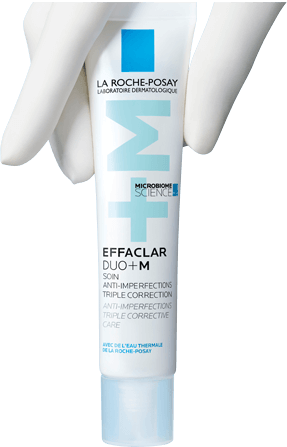 LA ROCHE-POSAY
LABORATOIRE DERMATOLOGIQUE
+M
MICROBIOME
SCIENCE
EFFACLAR
DUO+M
SOIN
ANTI-IMPERFECTIONS
TRIPLE CORRECTION
ANTI-IMPERFECTIONS
TRIPLE CORRECTIVE
CARE
AVEC DE L'EAU THERMALE
DE LA ROCHE-POSAY